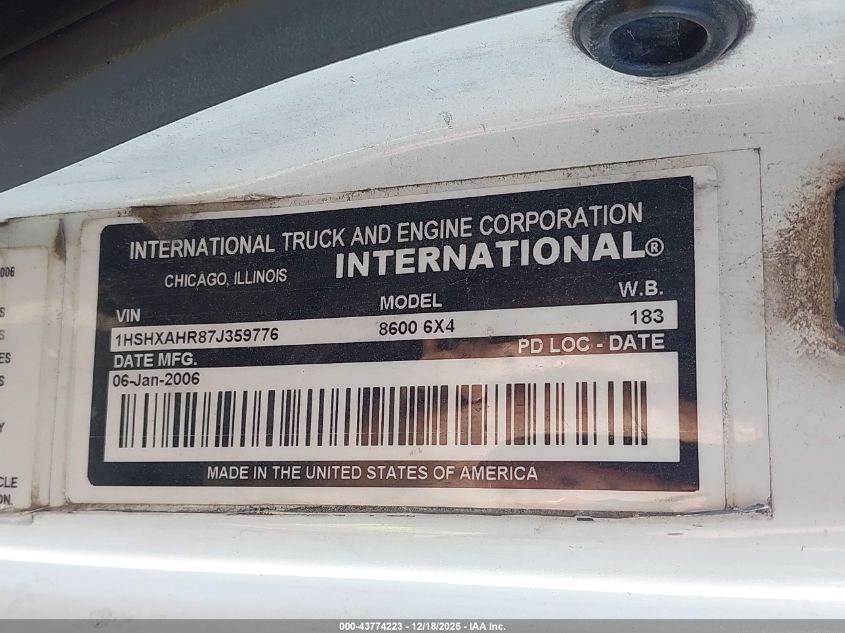 INTERNATIONAL TRUCK AND ENGINE CORPORATION
CHICAGO, ILLINOIS INTERNATIONAL®
VIN MODEL W.B.
1HSHXAHR87J359776 8600 6X4 183
DATE MFG. PD LOC - DATE
06-Jan-2006
MADE IN THE UNITED STATES OF AMERICA
000-43774223 | 12/18/2025 - IAA Inc.